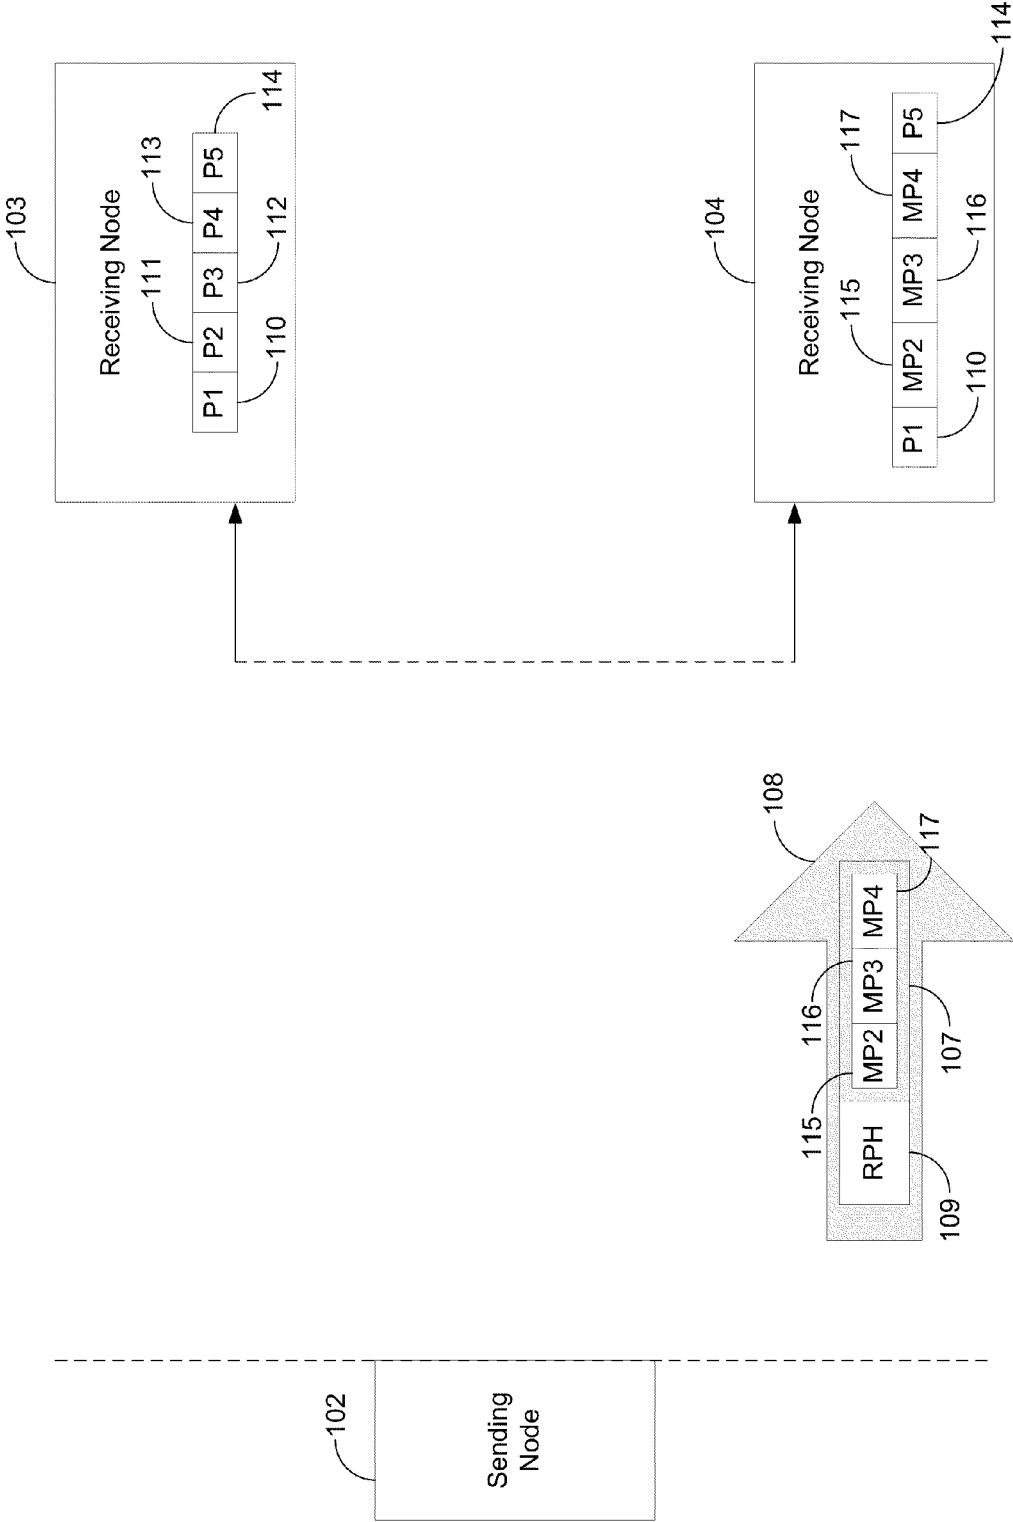 103
Receiving Node
111
113
P1 P2 P3 P4 P5
110
112
114
104
Receiving Node
115
117
P1 MP2 MP3 MP4 P5
110
116
114
108
115
116
RPH MP2 MP3 MP4
109
107
117
102
Sending
Node